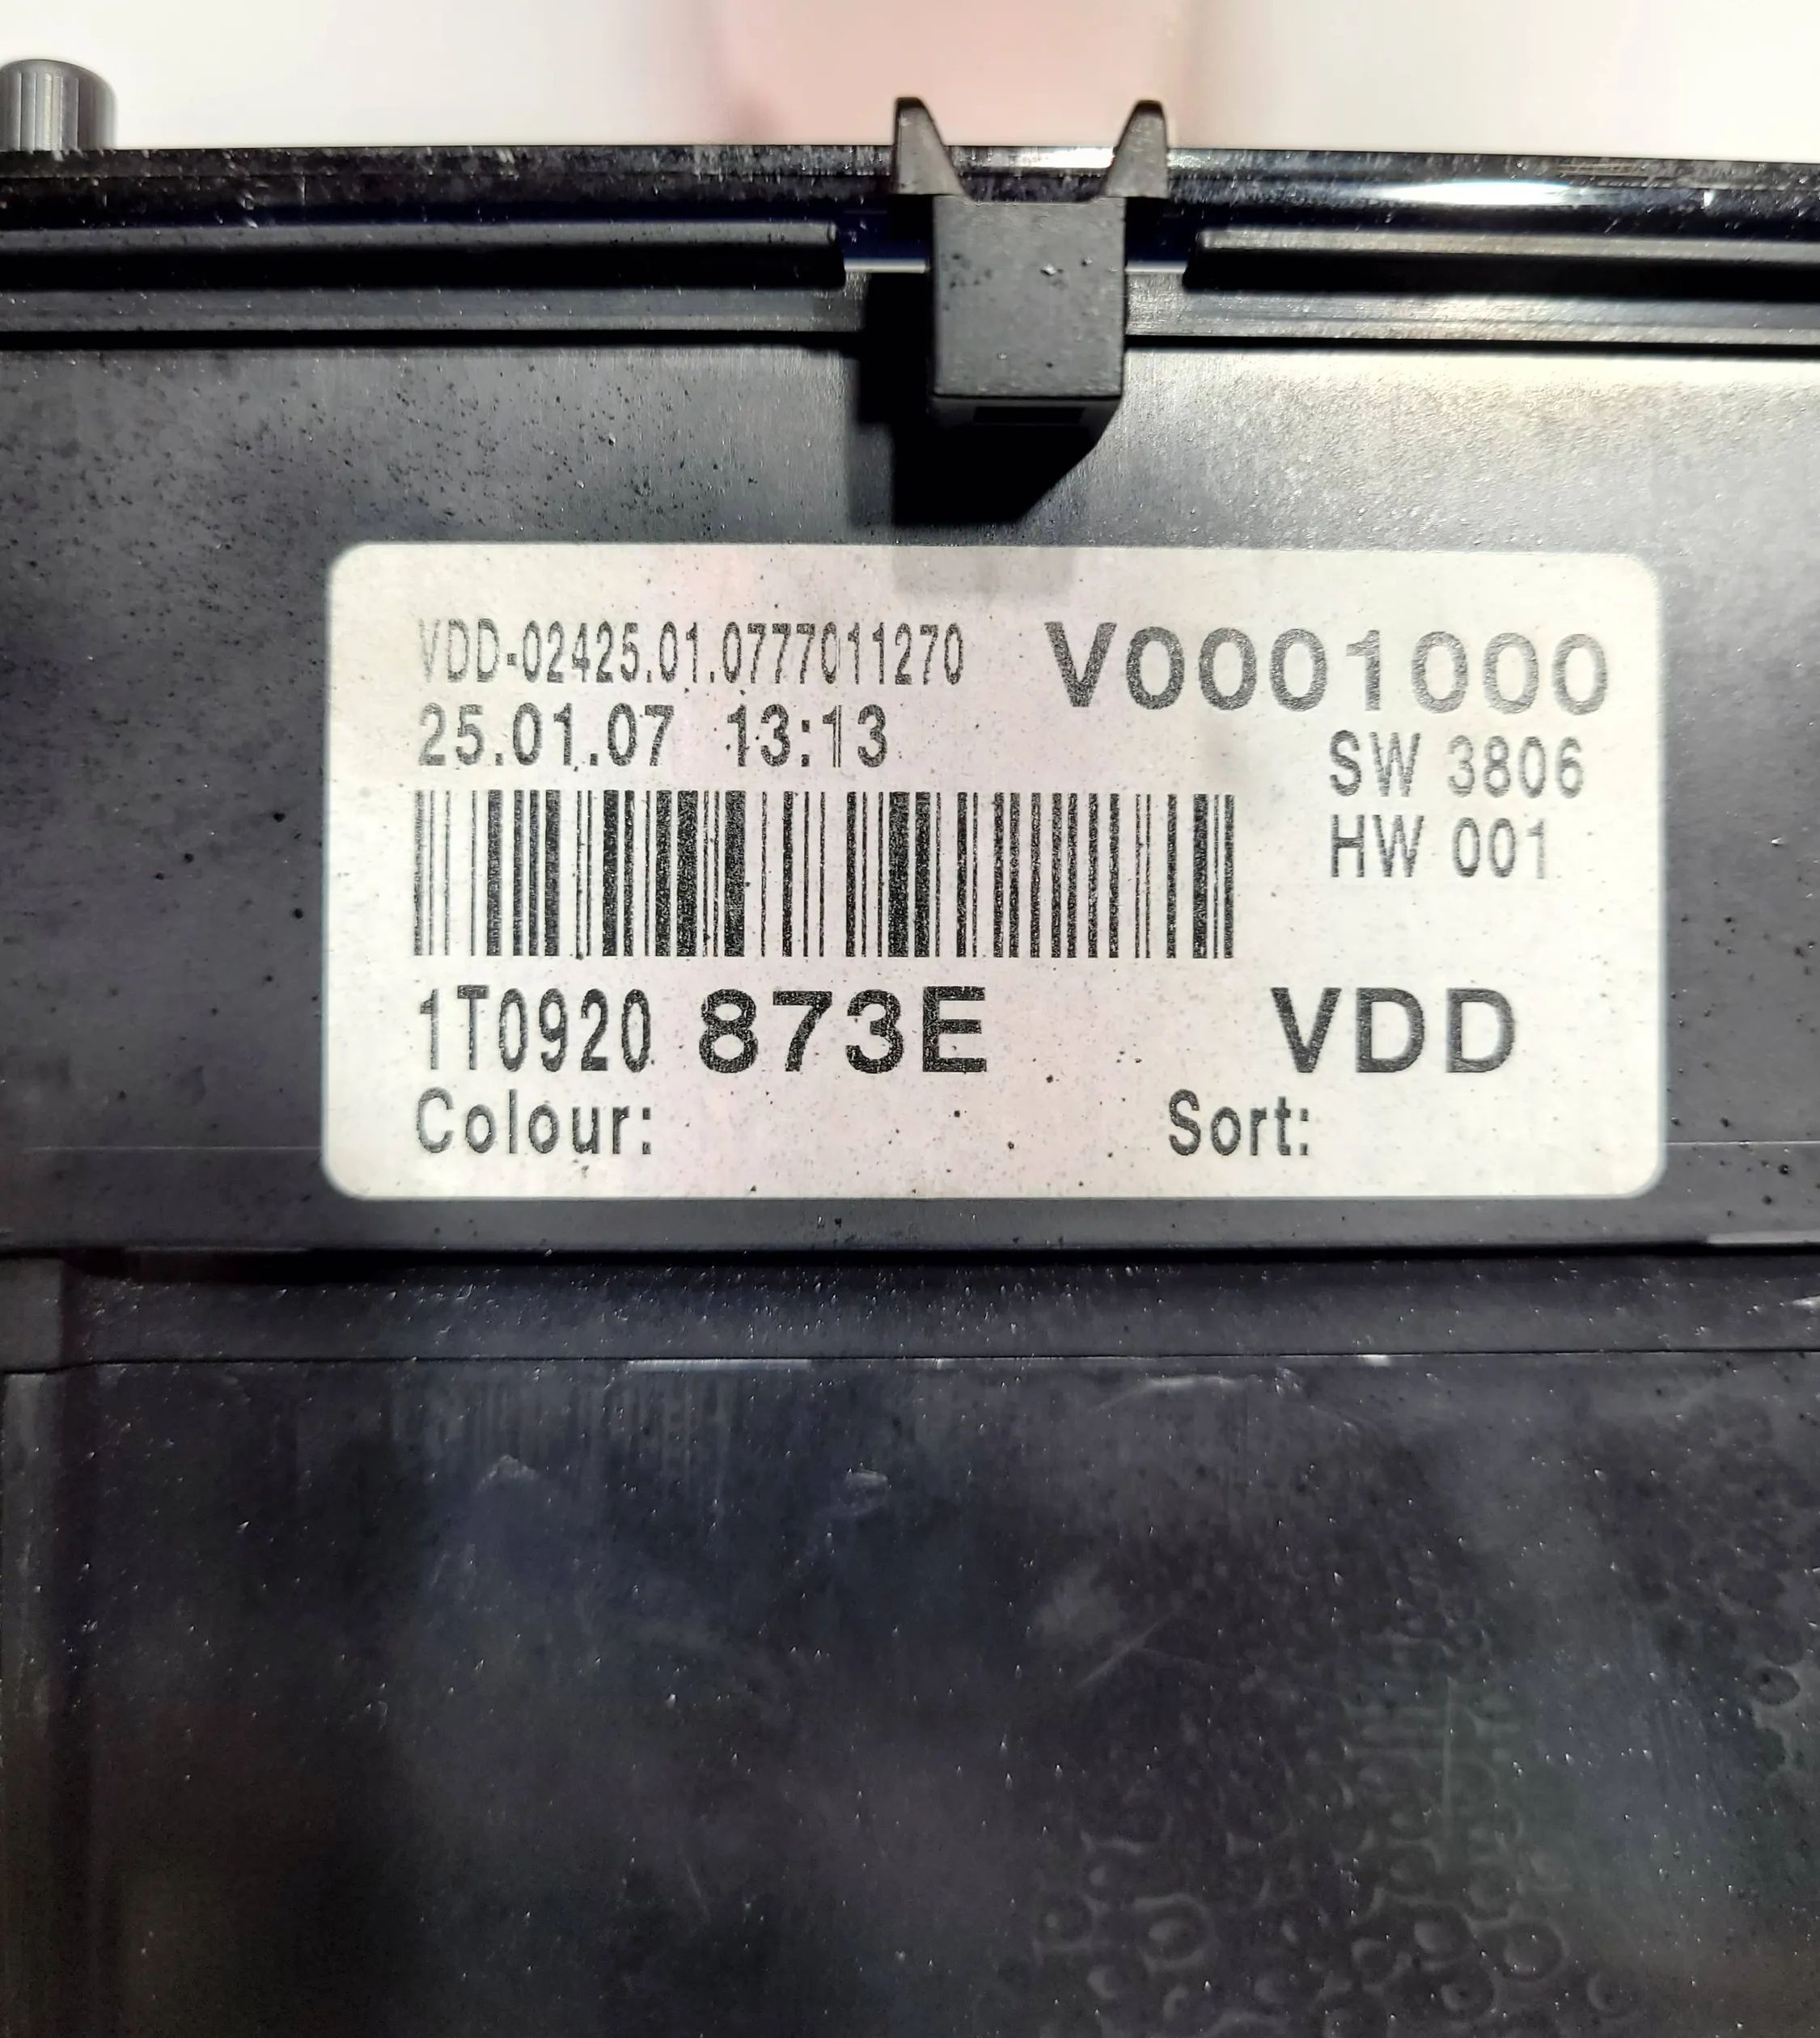 VDD-02425.01.0777011270 V0001000
25.01.07 13:13
SW 3806
HW 001
1T0920 873E VDD
Colour: Sort: